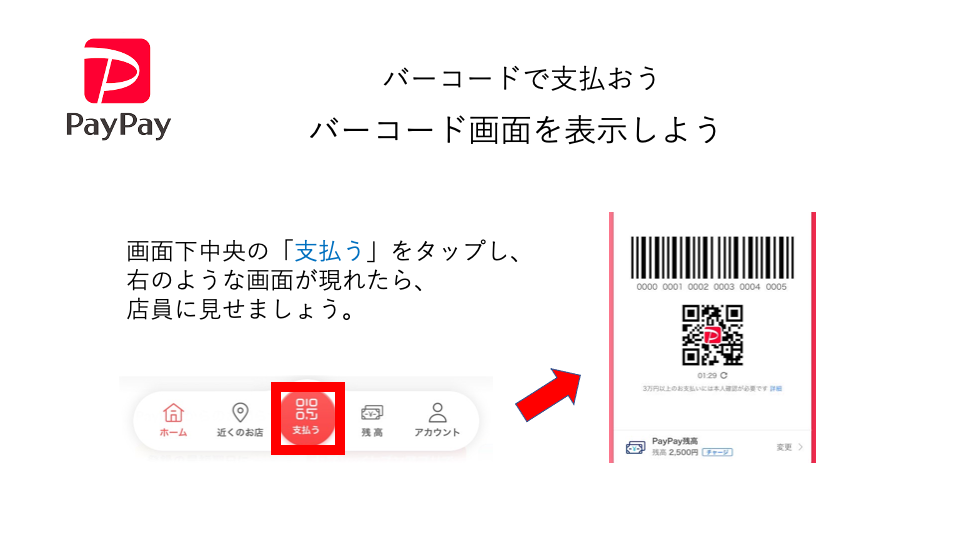 PayPay
バーコードで支払おう
バーコード画面を表示しよう
画面下中央の「支払う」をタップし、
右のような画面が現れたら、
店員に見せましょう。
ホーム
近くのお店
支払う
残高
アカウント
0000 0001 0002 0003 0004 0005
01:29
3万円以上のお支払いには本人確認が必要です 詳細
PayPay残高
残高 2,500円 チャージ
変更